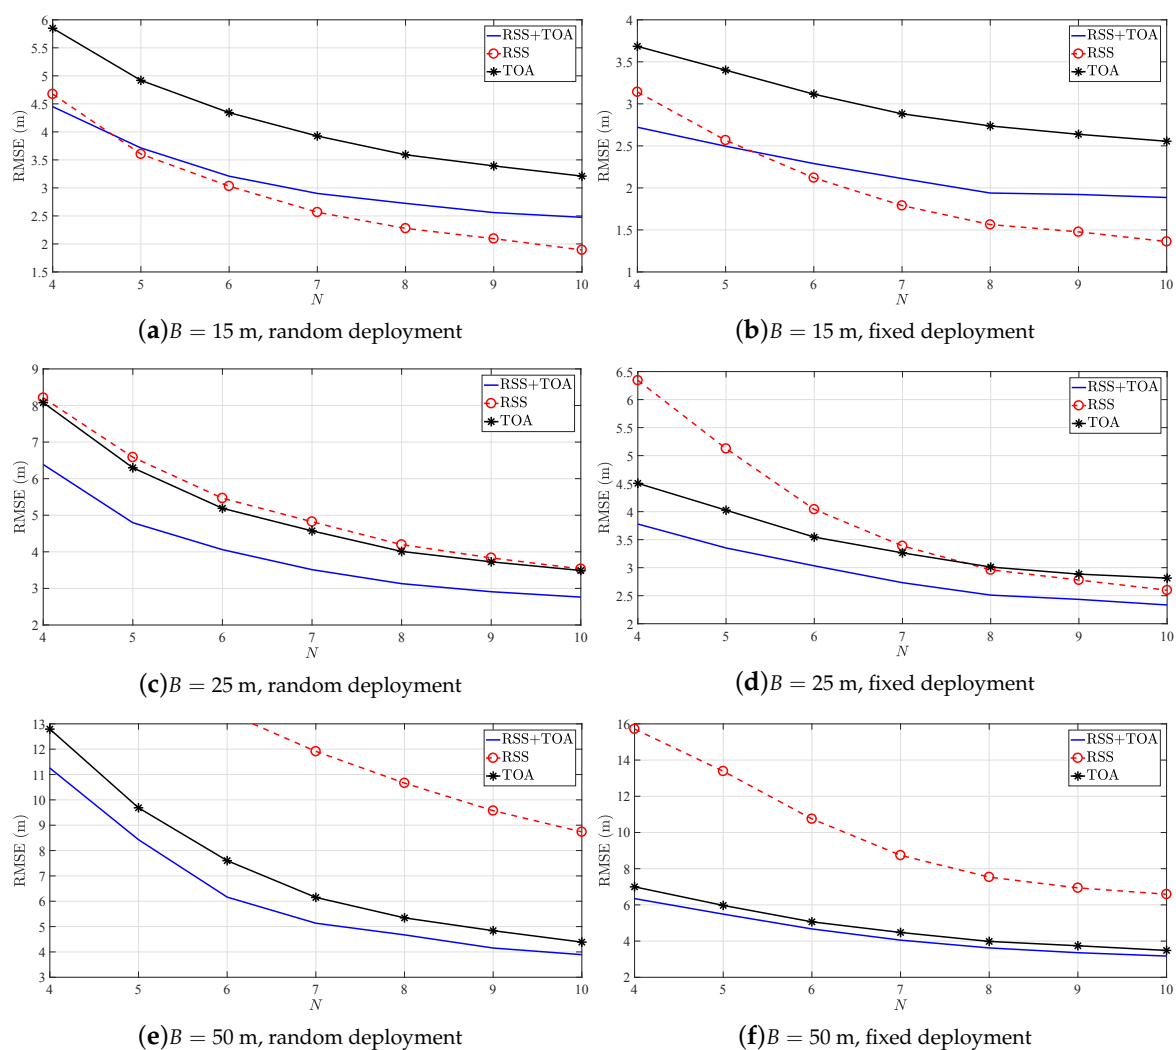 6
5.5
5
4.5
4
3.5
3
2.5
2
1.5
RMSE (m)
4 5 6 7 8 9 10
N
RSS+TOA
RSS
TOA
(a) B = 15 m, random deployment
4
3.5
3
2.5
2
1.5
1
RMSE (m)
4 5 6 7 8 9 10
N
RSS+TOA
RSS
TOA
(b) B = 15 m, fixed deployment
9
8
7
6
5
4
3
2
RMSE (m)
4 5 6 7 8 9 10
N
RSS+TOA
RSS
TOA
(c) B = 25 m, random deployment
6.5
6
5.5
5
4.5
4
3.5
3
2.5
2
RMSE (m)
4 5 6 7 8 9 10
N
RSS+TOA
RSS
TOA
(d) B = 25 m, fixed deployment
13
12
11
10
9
8
7
6
5
4
3
RMSE (m)
4 5 6 7 8 9 10
N
RSS+TOA
RSS
TOA
(e) B = 50 m, random deployment
16
14
12
10
8
6
4
2
RMSE (m)
4 5 6 7 8 9 10
N
RSS+TOA
RSS
TOA
(f) B = 50 m, fixed deployment